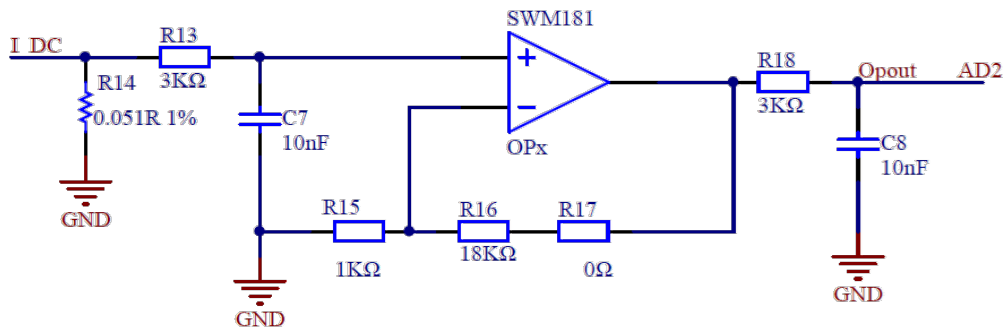 SWM181
I DC
R13
3KΩ
R14
0.051R 1%
C7
10nF
OPx
R18
3KΩ
Opout
AD2
C8
10nF
R15
1KΩ
R16
18KΩ
R17
0Ω
GND
GND
GND